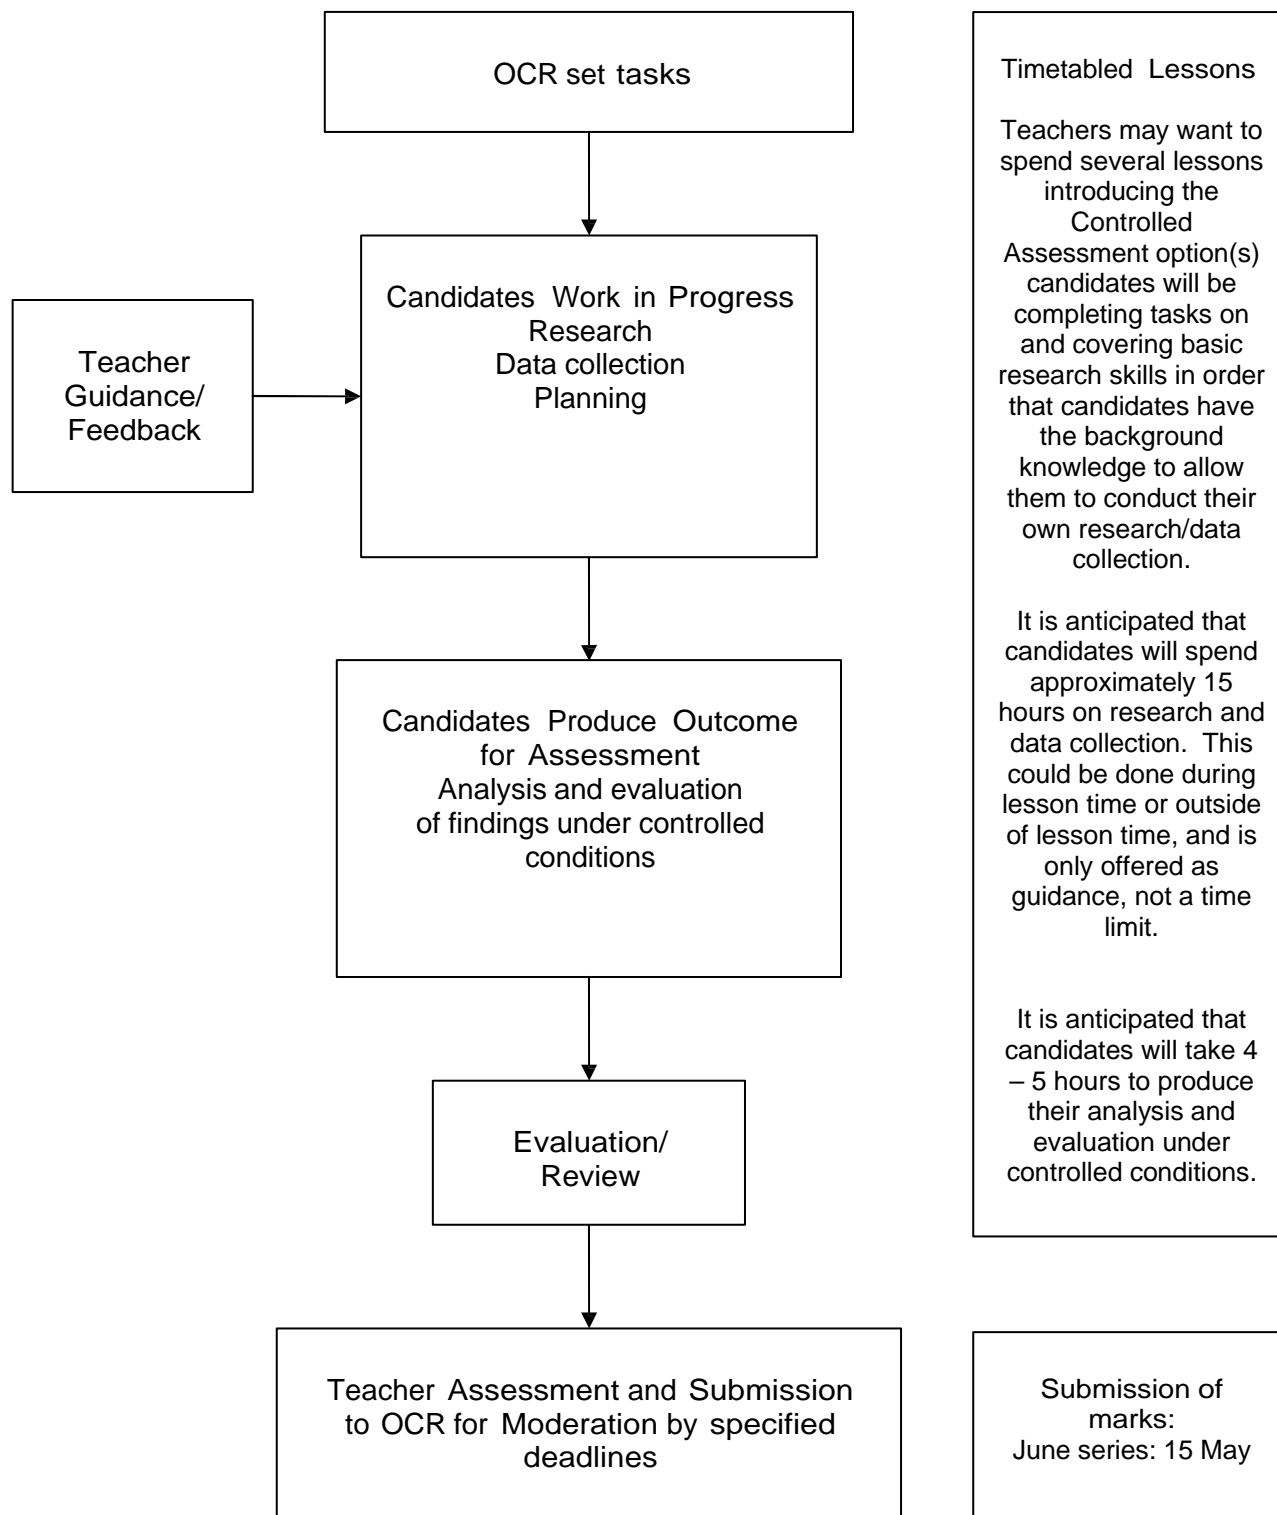 OCR set tasks
Candidates Work in Progress
Research
Data collection
Planning
Teacher
Guidance/
Feedback
Candidates Produce Outcome
for Assessment
Analysis and evaluation
of findings under controlled
conditions
Evaluation/
Review
Teacher Assessment and Submission
to OCR for Moderation by specified
deadlines
Timetabled Lessons
Teachers may want to
spend several lessons
introducing the
Controlled
Assessment option(s)
candidates will be
completing tasks on
and covering basic
research skills in order
that candidates have
the background
knowledge to allow
them to conduct their
own research/data
collection.
It is anticipated that
candidates will spend
approximately 15
hours on research and
data collection. This
could be done during
lesson time or outside
of lesson time, and is
only offered as
guidance, not a time
limit.
It is anticipated that
candidates will take 4
– 5 hours to produce
their analysis and
evaluation under
controlled conditions.
Submission of
marks:
June series: 15 May